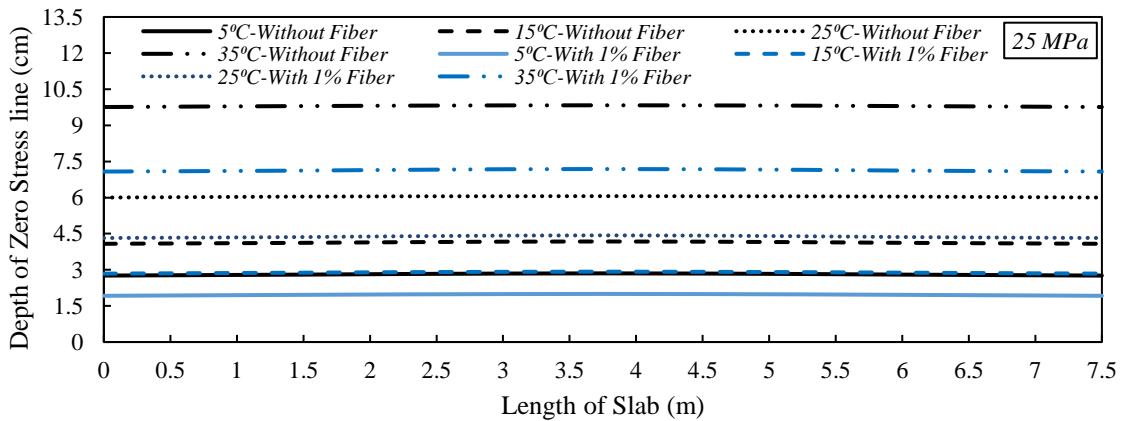 5ºC-Without Fiber 15ºC-Without Fiber 25ºC-Without Fiber
35ºC-Without Fiber 5ºC-With 1% Fiber 15ºC-With 1% Fiber
25ºC-With 1% Fiber 35ºC-With 1% Fiber
25 MPa
Depth of Zero Stress line (cm)
13.5
12
10.5
9
7.5
6
4.5
3
1.5
0
0 0.5 1 1.5 2 2.5 3 3.5 4 4.5 5 5.5 6 6.5 7 7.5
Length of Slab (m)